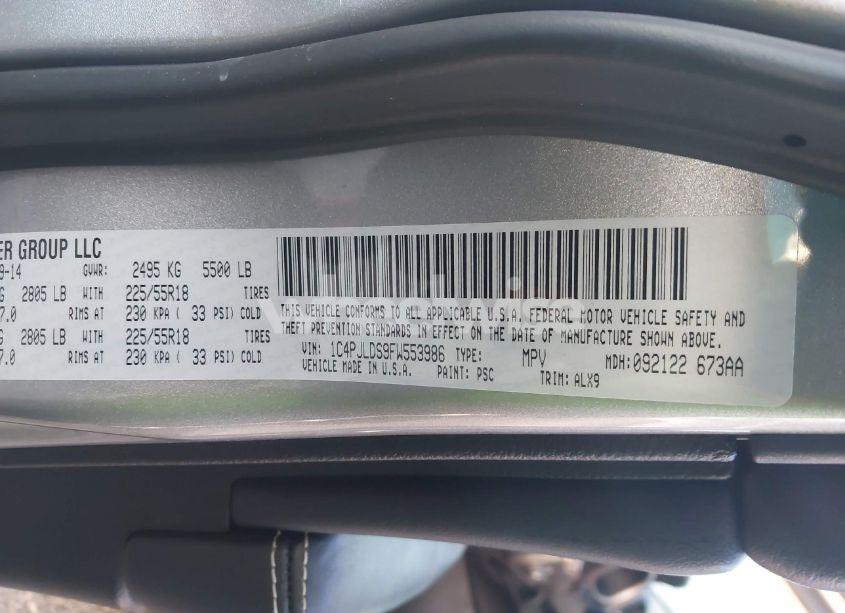 ER GROUP LLC
9-14 GVWR: 2495 KG 5500 LB
G 2805 LB WITH 225/55R18 TIRES
7.0 RIMS AT 230 KPA ( 33 PSI) COLD
G 2805 LB WITH 225/55R18 TIRES
7.0 RIMS AT 230 KPA ( 33 PSI) COLD
THIS VEHICLE CONFORMS TO ALL APPLICABLE U.S.A. FEDERAL MOTOR VEHICLE SAFETY AND
THEFT PREVENTION STANDARDS IN EFFECT ON THE DATE OF MANUFACTURE SHOWN ABOVE.
VIN: 1C4PJLDS9FW553986 TYPE: MPV MDH: 092122 673AA
VEHICLE MADE IN U.S.A. PAINT: PSC TRIM: ALX9